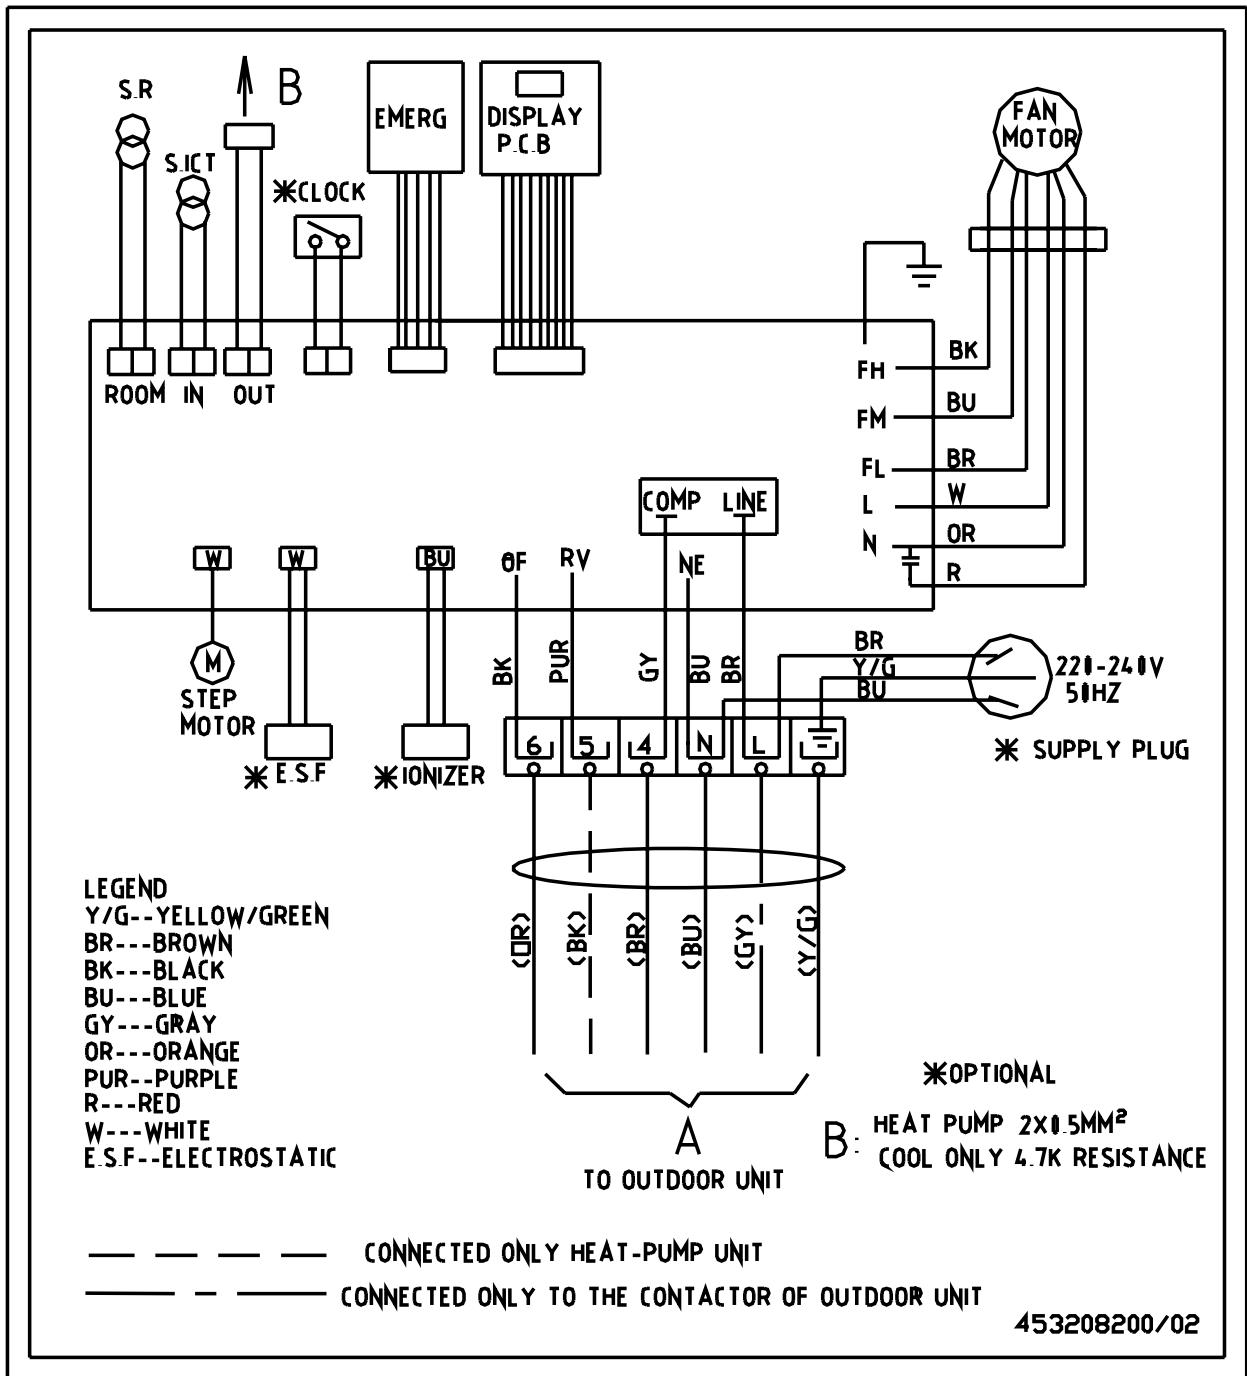 S.R
B
S.ICT
✱CLOCK
EMERG
DISPLAY
P.C.B
FAN
MOTOR
ROOM IN OUT
FH
BK
FM
BU
FL
BR
L
W
N
OR
R
COMP LINE
W
W
BU
OF
RV
NE
BK
PUR
GY
BU
BR
M
STEP
MOTOR
✱ E.S.F
✱IONIZER
BR
Y/G
BU
220-240V
50HZ
✱ SUPPLY PLUG
6 5 4 N L
(OR)
(BK)
(BR)
(BU)
(GY)
(Y/G)
LEGEND
Y/G--YELLOW/GREEN
BR---BROWN
BK---BLACK
BU---BLUE
GY---GRAY
OR---ORANGE
PUR--PURPLE
R---RED
W---WHITE
E.S.F--ELECTROSTATIC
A
TO OUTDOOR UNIT
✱OPTIONAL
B: HEAT PUMP 2X0.5MM²
COOL ONLY 4.7K RESISTANCE
CONNECTED ONLY HEAT-PUMP UNIT
CONNECTED ONLY TO THE CONTACTOR OF OUTDOOR UNIT
453208200/02